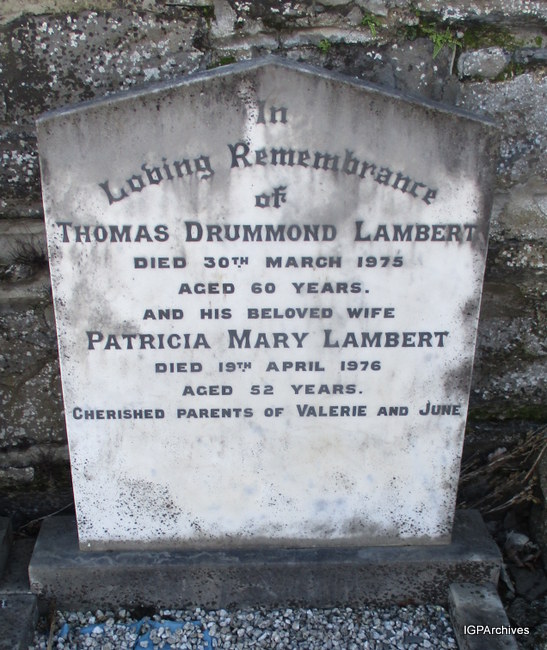 In
Loving Remembrance
of
THOMAS DRUMMOND LAMBERT
DIED 30TH MARCH 1975
AGED 60 YEARS.
AND HIS BELOVED WIFE
PATRICIA MARY LAMBERT
DIED 19TH APRIL 1976
AGED 52 YEARS.
CHERISHED PARENTS OF VALERIE AND JUNE
IGPArchives